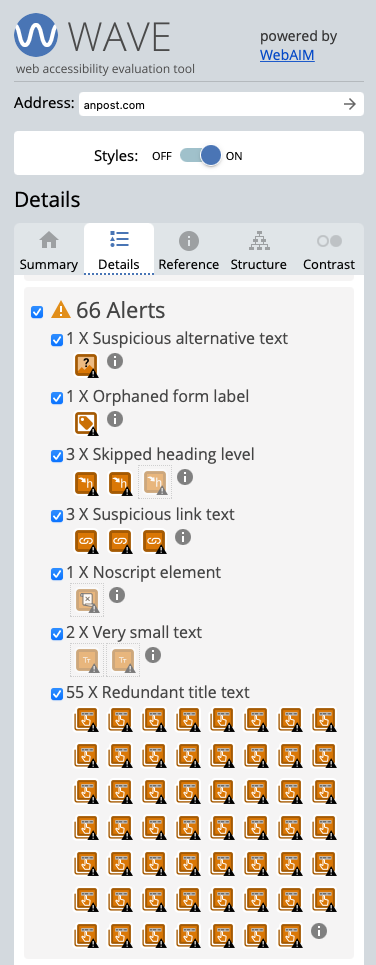 WAVE
powered by
WebAIM
web accessibility evaluation tool
Address: anpost.com
Styles: OFF ON
Details
Summary Details Reference Structure Contrast
66 Alerts
1 X Suspicious alternative text
1 X Orphaned form label
3 X Skipped heading level
3 X Suspicious link text
1 X Noscript element
2 X Very small text
55 X Redundant title text